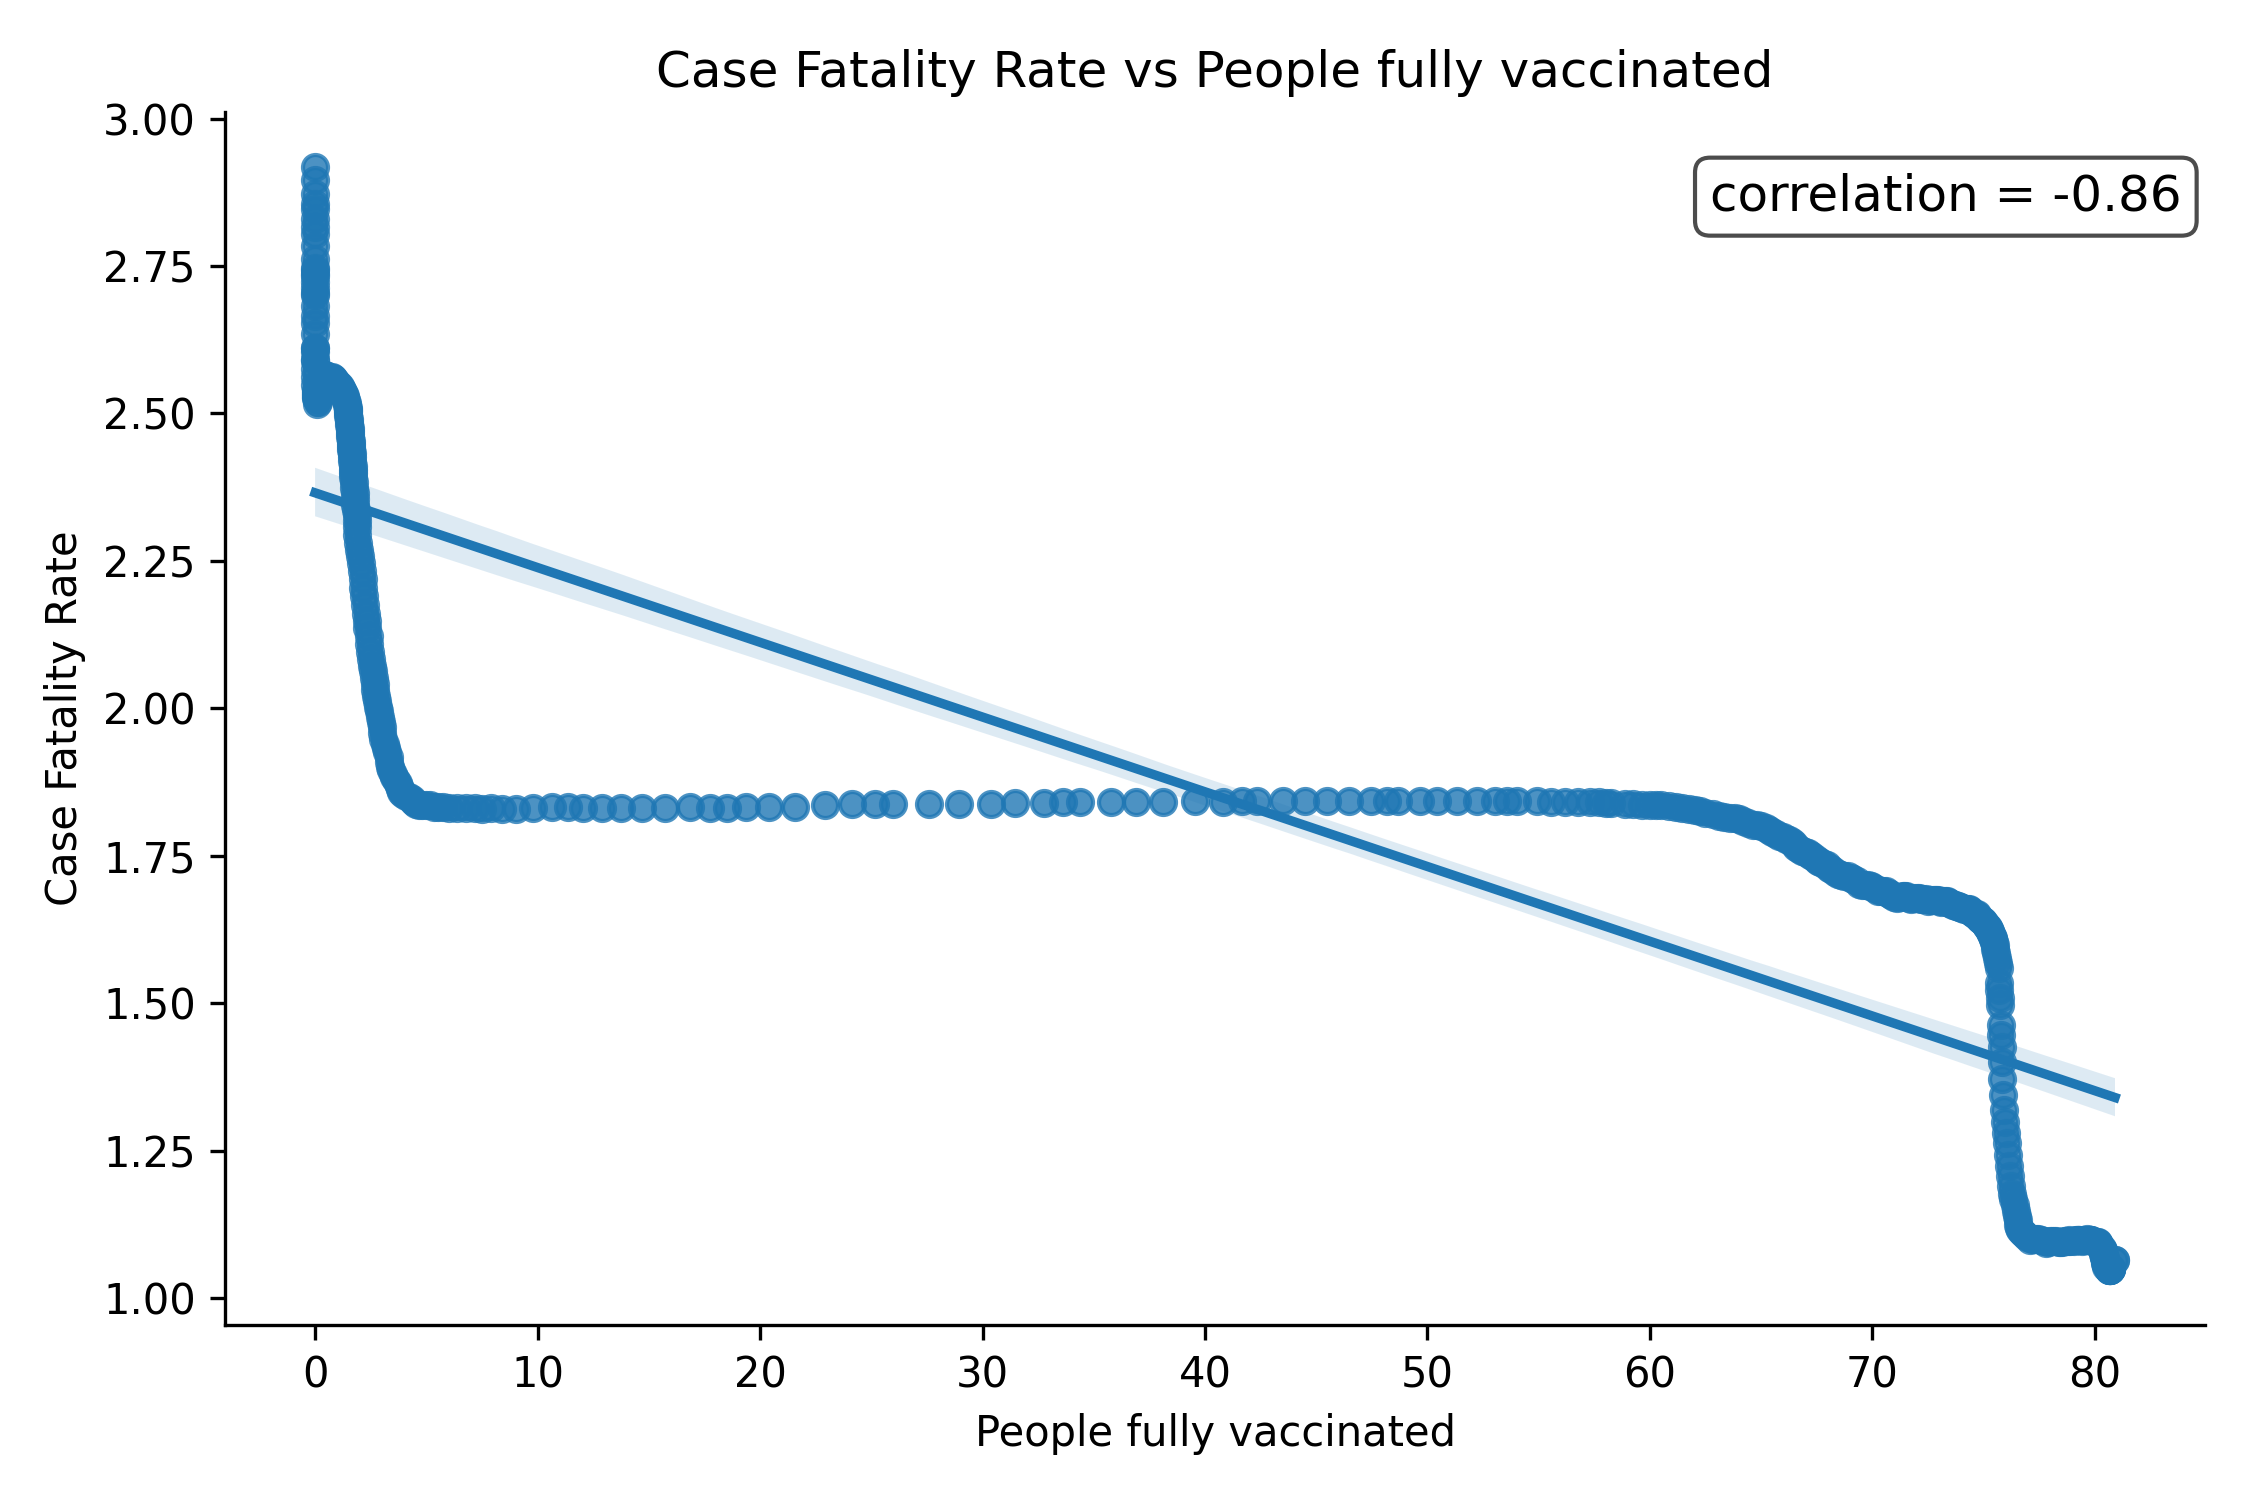 Case Fatality Rate vs People fully vaccinated
correlation = -0.86
Case Fatality Rate
3.00
2.75
2.50
2.25
2.00
1.75
1.50
1.25
1.00
0 10 20 30 40 50 60 70 80
People fully vaccinated